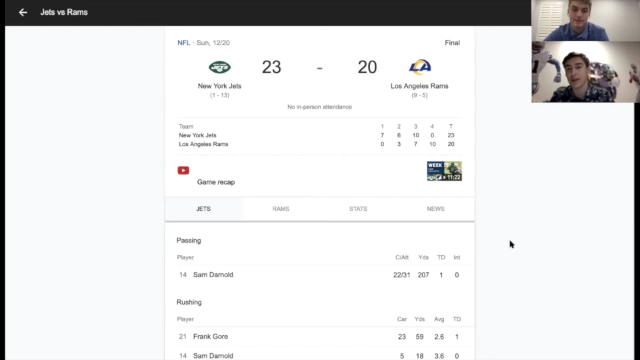 Jets vs Rams
NFL · Sun, 12/20
Final
JETS
23 - 20
New York Jets
(1 - 13)
Los Angeles Rams
(9 - 5)
No in-person attendance
Team 1 2 3 4 T
New York Jets 7 6 10 0 23
Los Angeles Rams 0 3 7 10 20
WEEK
11:22
Game recap
JETS RAMS STATS NEWS
Passing
Player C/Att Yds TD Int
14 Sam Darnold 22/31 207 1 0
Rushing
Player Car Yds Avg TD
21 Frank Gore 23 59 2.6 1
14 Sam Darnold 5 18 3.6 0